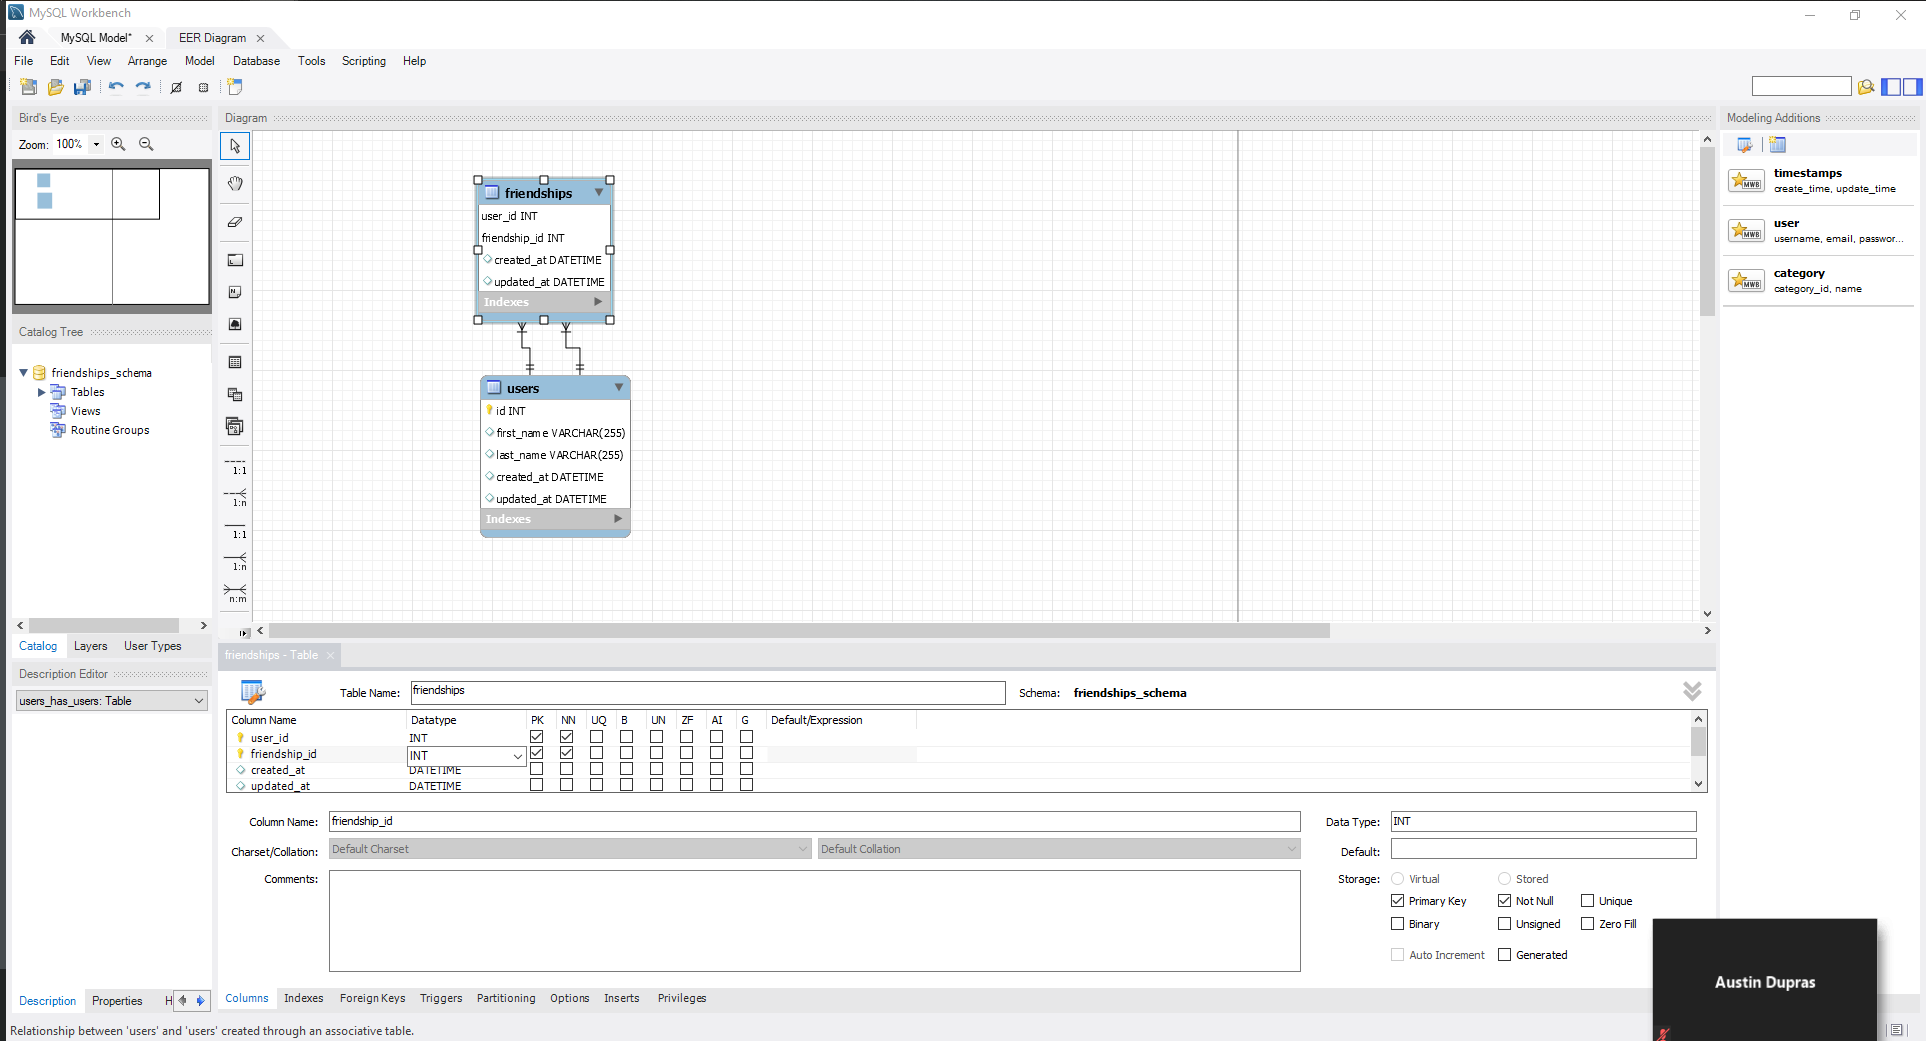 MySQL Workbench
MySQL Model*
EER Diagram
File Edit View Arrange Model Database Tools Scripting Help
Bird's Eye
Zoom: 100%
Catalog Tree
friendships_schema
Tables
Views
Routine Groups
Catalog Layers User Types
Description Editor
users_has_users: Table
Description Properties H
Diagram
1:1
1:n
1:1
1:n
n:m
friendships
user_id INT
friendship_id INT
created_at DATETIME
updated_at DATETIME
Indexes
users
id INT
first_name VARCHAR(255)
last_name VARCHAR(255)
created_at DATETIME
updated_at DATETIME
Indexes
Modeling Additions
MWB
timestamps
create_time, update_time
MWB
user
username, email, passwor...
MWB
category
category_id, name
friendships - Table
Table Name: friendships Schema: friendships_schema
Column Name Datatype PK NN UQ B UN ZF AI G Default/Expression
user_id INT
friendship_id INT
created_at DATETIME
updated_at DATETIME
Column Name: friendship_id Data Type: INT
Charset/Collation: Default Charset Default Collation Default:
Comments: Storage: Virtual Stored
Primary Key Not Null Unique
Binary Unsigned Zero Fill
Auto Increment Generated
Columns Indexes Foreign Keys Triggers Partitioning Options Inserts Privileges
Austin Dupras
Relationship between 'users' and 'users' created through an associative table.